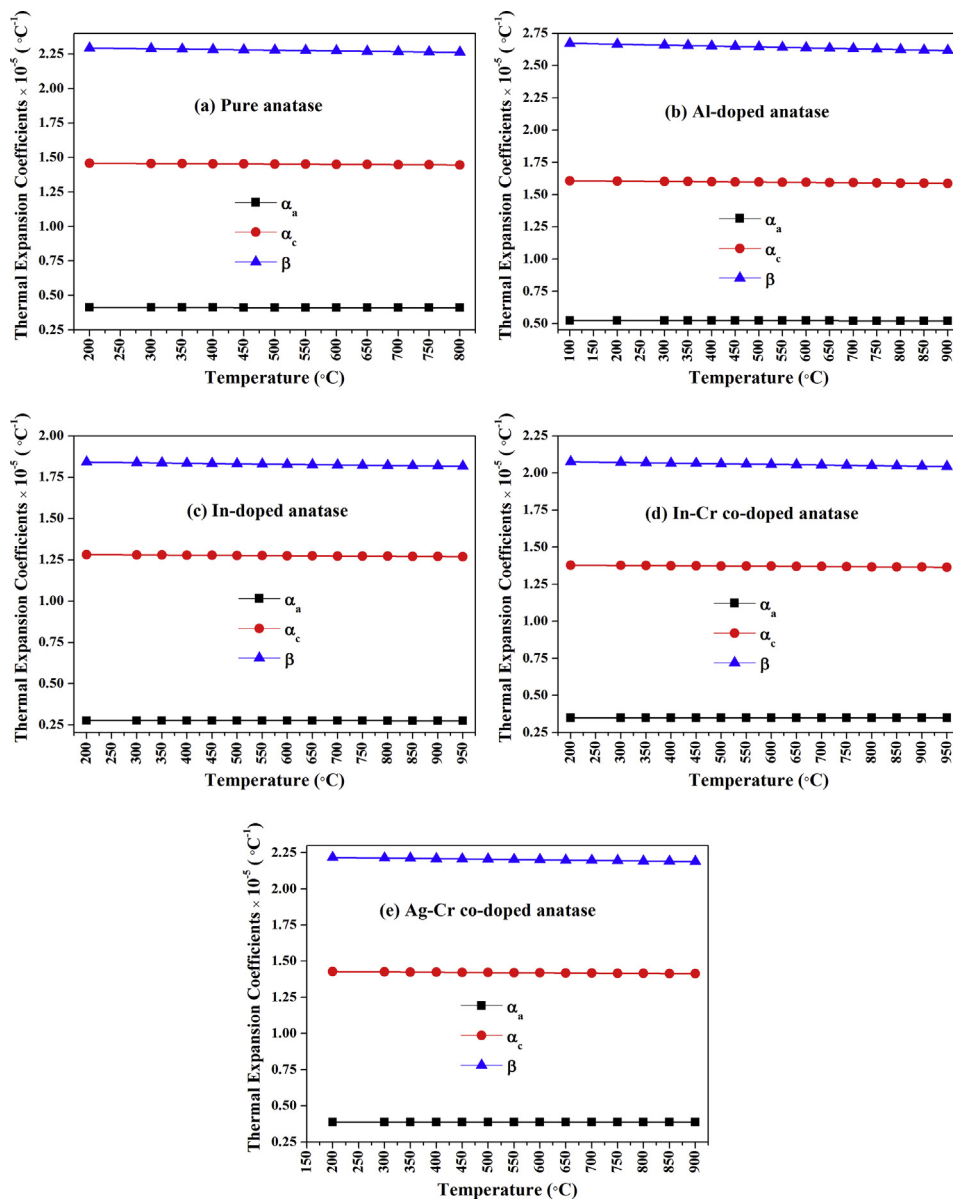 Thermal Expansion Coefficients × 10⁻⁵ ( °C⁻¹)
2.25
2.00
1.75
1.50
1.25
1.00
0.75
0.50
0.25
(a) Pure anatase
αa
αc
β
200 250 300 350 400 450 500 550 600 650 700 750 800
Temperature (°C)
Thermal Expansion Coefficients × 10⁻⁵ ( °C⁻¹)
2.75
2.50
2.25
2.00
1.75
1.50
1.25
1.00
0.75
0.50
(b) Al-doped anatase
αa
αc
β
100 150 200 250 300 350 400 450 500 550 600 650 700 750 800 850 900
Temperature (°C)
Thermal Expansion Coefficients × 10⁻⁵ ( °C⁻¹)
2.00
1.75
1.50
1.25
1.00
0.75
0.50
0.25
(c) In-doped anatase
αa
αc
β
200 250 300 350 400 450 500 550 600 650 700 750 800 850 900 950
Temperature (°C)
Thermal Expansion Coefficients × 10⁻⁵ ( °C⁻¹)
2.25
2.00
1.75
1.50
1.25
1.00
0.75
0.50
0.25
(d) In-Cr co-doped anatase
αa
αc
β
200 250 300 350 400 450 500 550 600 650 700 750 800 850 900 950
Temperature (°C)
Thermal Expansion Coefficients × 10⁻⁵ ( °C⁻¹)
2.25
2.00
1.75
1.50
1.25
1.00
0.75
0.50
0.25
(e) Ag-Cr co-doped anatase
αa
αc
β
150 200 250 300 350 400 450 500 550 600 650 700 750 800 850 900
Temperature (°C)